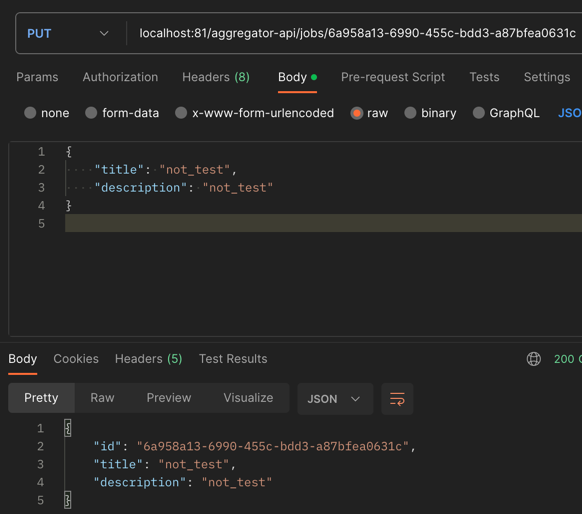 PUT localhost:81/aggregator-api/jobs/6a958a13-6990-455c-bdd3-a87bfea0631c
Params Authorization Headers (8) Body Pre-request Script Tests Settings
none form-data x-www-form-urlencoded raw binary GraphQL JSO
1 {
2 "title": "not_test",
3 "description": "not_test"
4 }
5
Body Cookies Headers (5) Test Results 200
Pretty Raw Preview Visualize JSON
1 {
2 "id": "6a958a13-6990-455c-bdd3-a87bfea0631c",
3 "title": "not_test",
4 "description": "not_test"
5 }